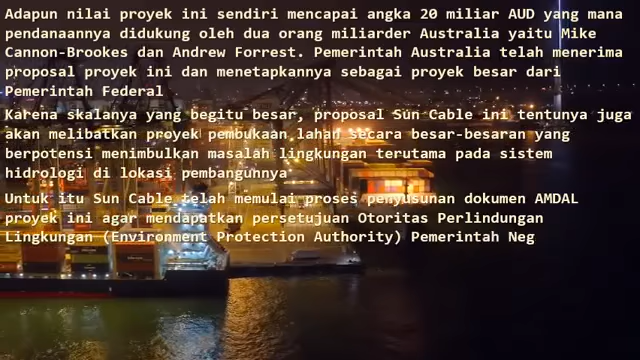 Adapun nilai proyek ini sendiri mencapai angka 20 miliar AUD yang mana
pendanaannya didukung oleh dua orang miliarder Australia yaitu Mike
Cannon-Brookes dan Andrew Forrest. Pemerintah Australia telah menerima
proposal proyek ini dan menetapkannya sebagai proyek besar dari
Pemerintah Federal
Karena skalanya yang begitu besar, proposal Sun Cable ini tentunya juga
akan melibatkan proyek pembukaan lahan secara besar-besaran yang
berpotensi menimbulkan masalah lingkungan terutama pada sistem
hidrologi di lokasi pembangunnya
Untuk itu Sun Cable telah memulai proses penyusunan dokumen AMDAL
proyek ini agar mendapatkan persetujuan Otoritas Perlindungan
Lingkungan (Environment Protection Authority) Pemerintah Neg